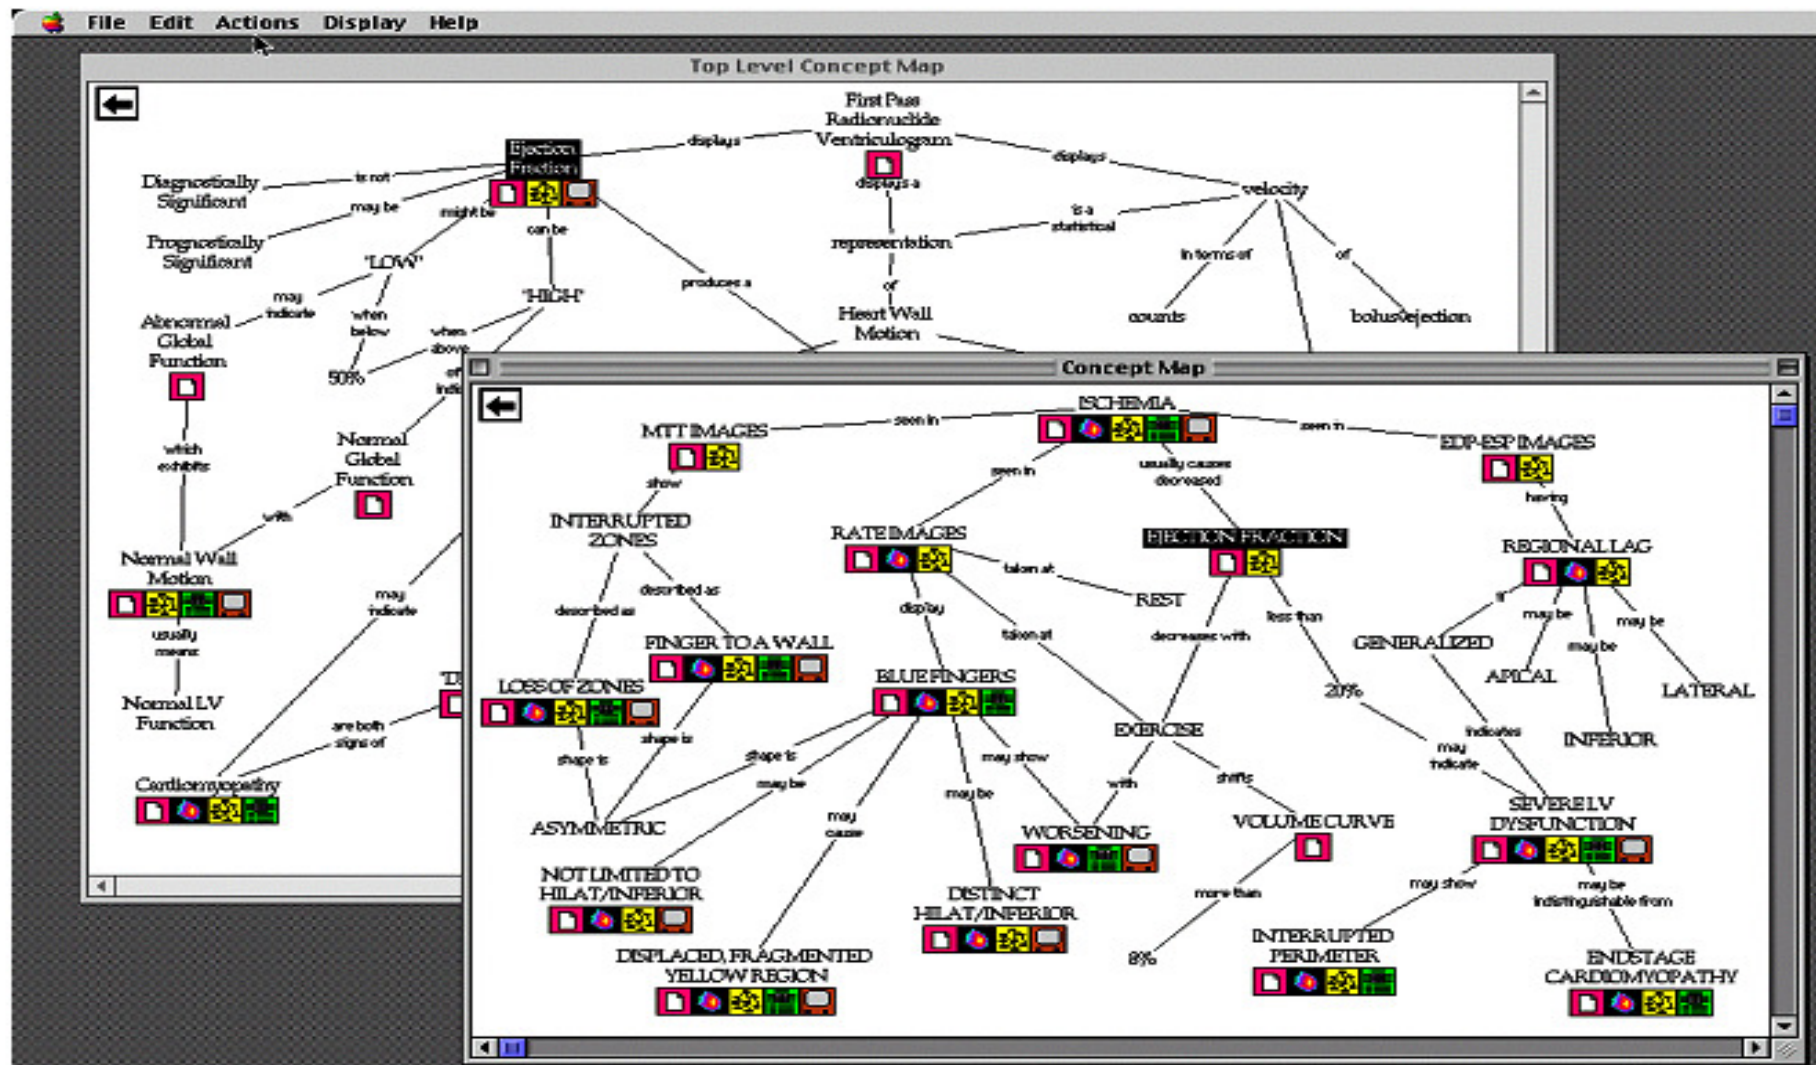 File Edit Actions Display Help
Top Level Concept Map
First Pass
Radionuclide
Ventriculogram
displays
displays
Ejection
Fraction
is not
Diagnostically
Significant
may be
might be
can be
displays a
velocity
is a
statistical
representation
Prognostically
Significant
"LOW"
produces a
in terms of
of
of
"HIGH"
may
indicate
when
below
when
above
Abnormal
Global
Function
Heart Wall
Motion
counts
50%
Normal
Global
Function
which
exhibits
with
Normal Wall
Motion
may
indicate
usually
means
Normal LV
Function
are both
signs of
Cardiomyopathy
Concept Map
ISCHEMIA
seen in
seen in
MTT IMAGES
EDP-ESP IMAGES
seen in
usually causes
decreased
show
having
INTERRUPTED
ZONES
RATE IMAGES
EJECTION FRACTION
REGIONAL LAG
taken at
described as
described as
display
REST
less than
if
may be
may be
may be
taken at
decreases with
FINGER TO A WALL
GENERALIZED
LOSS OF ZONES
BLUE FINGERS
20%
APICAL
LATERAL
shape is
shape is
shape is
may be
may show
EXERCISE
indicates
INFERIOR
may
indicate
with
shifts
may be
may
cause
ASYMMETRIC
WORSENING
VOLUME CURVE
SEVERE LV
DYSFUNCTION
NOT LIMITED TO
HILAT/INFERIOR
DISTINCT
HILAT/INFERIOR
more than
may show
may be
indistinguishable from
DISPLACED, FRAGMENTED
YELLOW REGION
8%
INTERRUPTED
PERIMETER
ENDSTAGE
CARDIOMYOPATHY